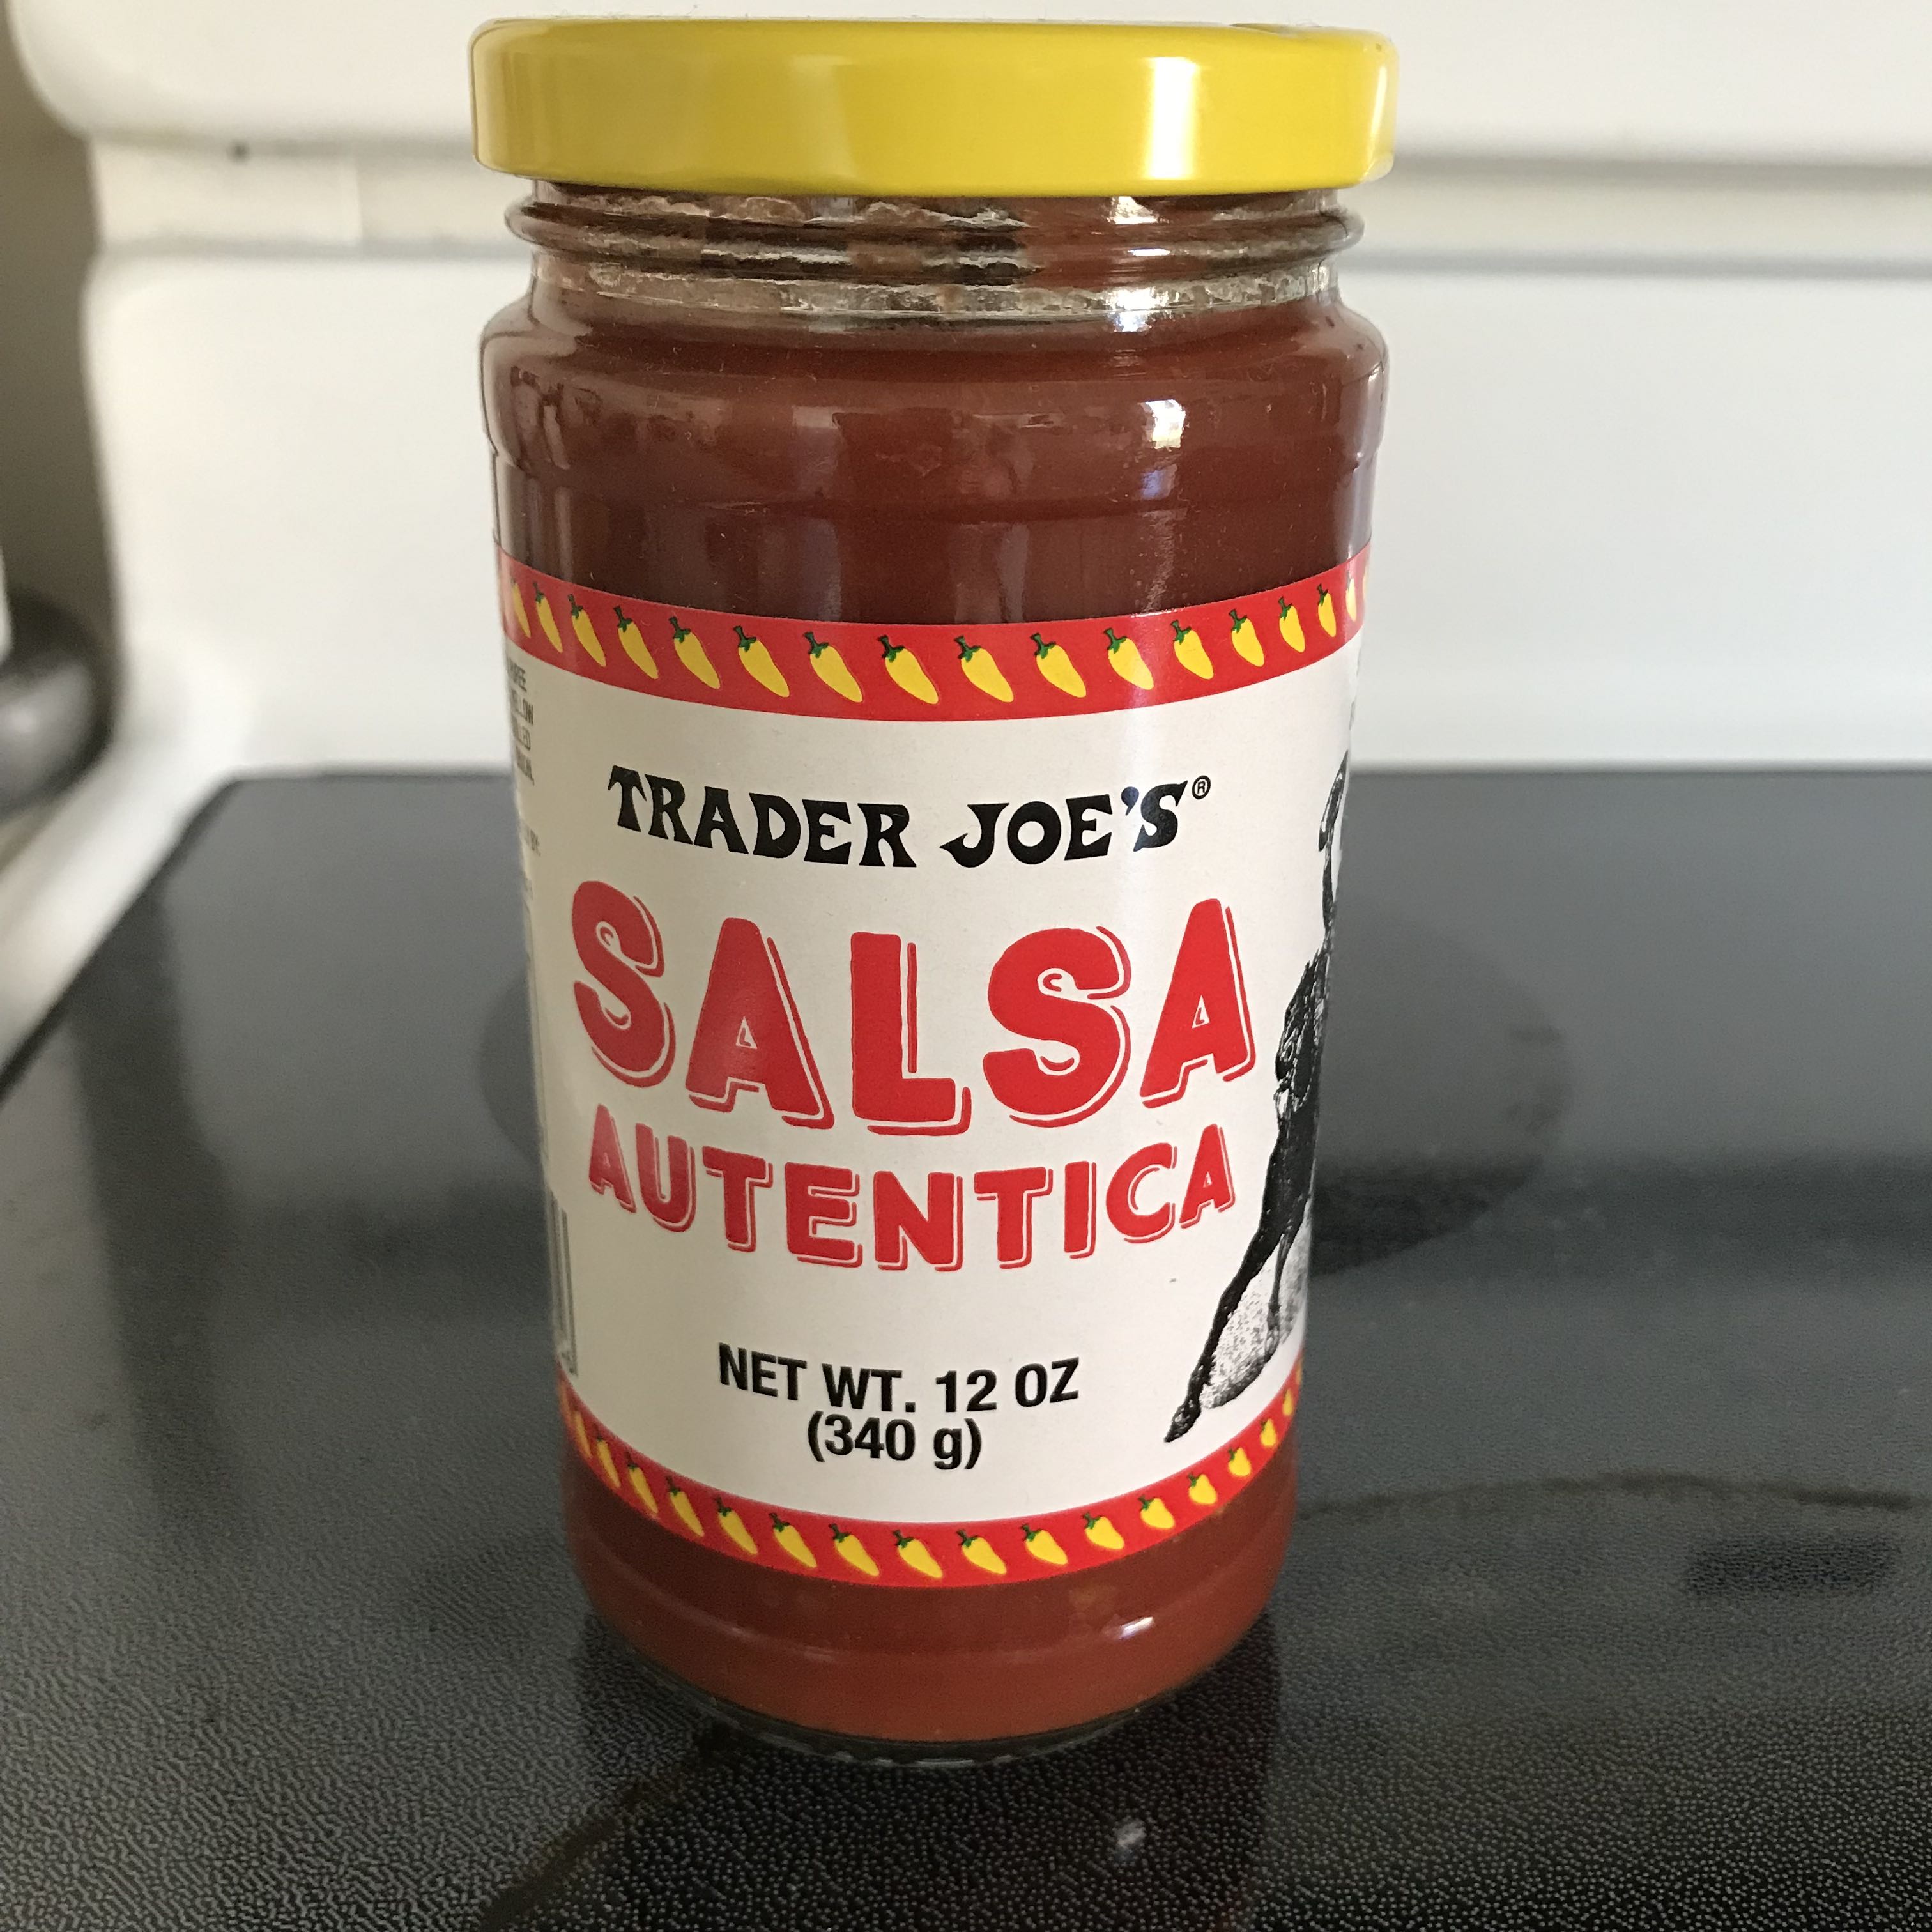 TRADER JOE'S®
SALSA
AUTENTICA
NET WT. 12 OZ
(340 g)